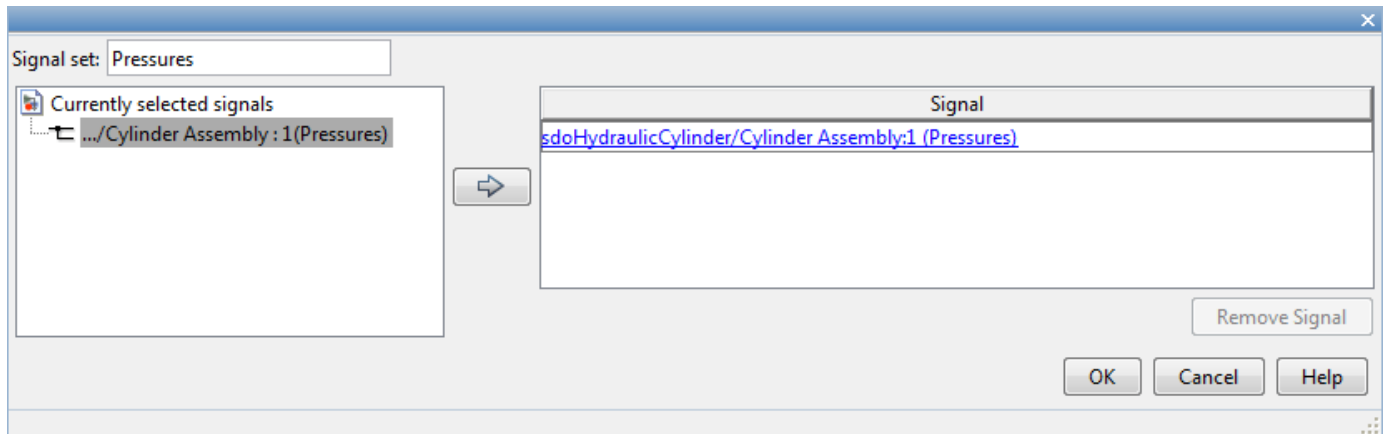 Signal set: Pressures
Currently selected signals
.../Cylinder Assembly : 1(Pressures)
Signal
sdoHydraulicCylinder/Cylinder Assembly:1 (Pressures)
Remove Signal
OK Cancel Help